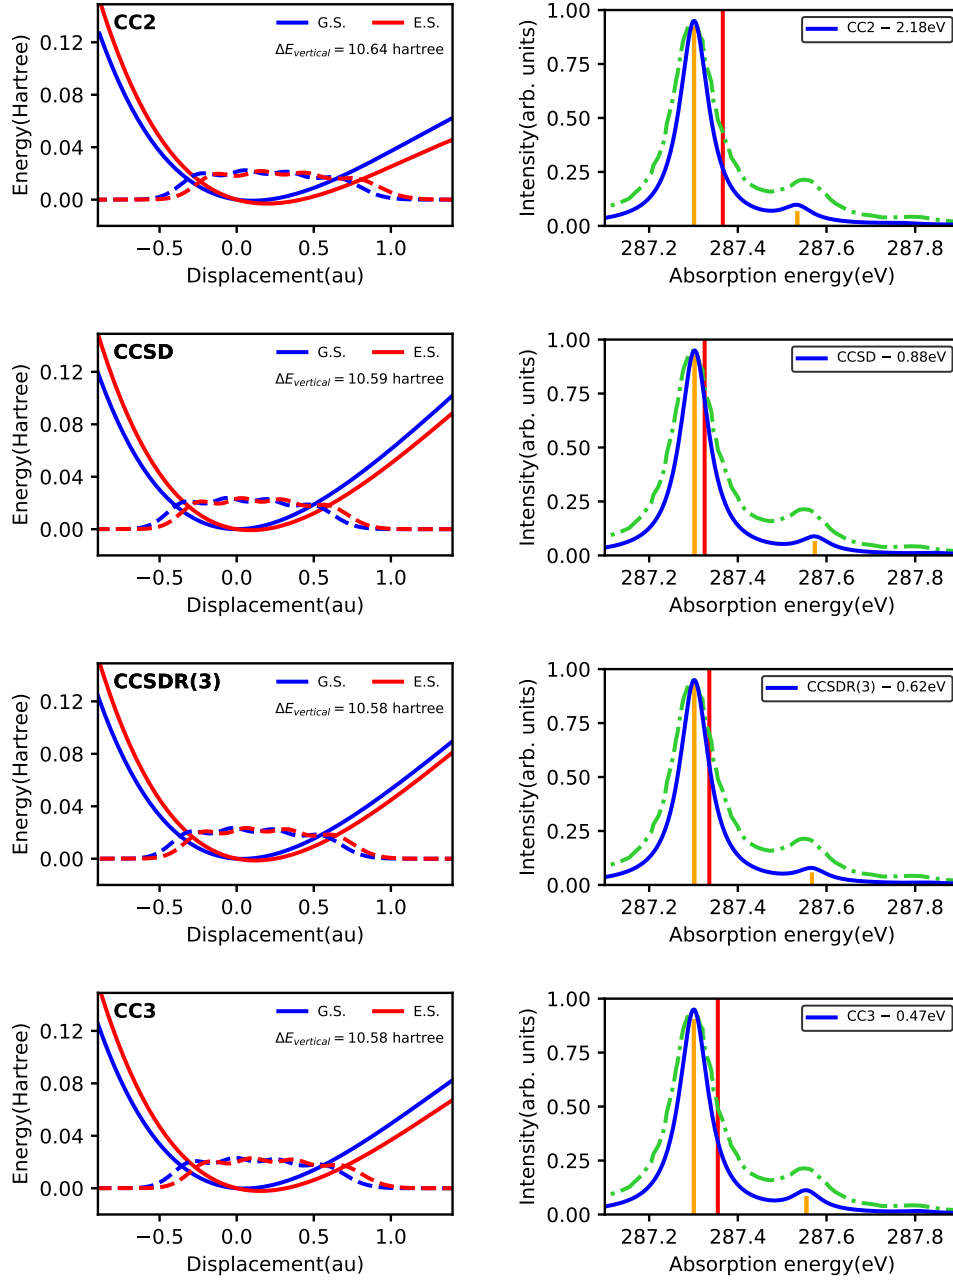 CC2
G.S. E.S.
ΔE_vertical = 10.64 hartree
Energy(Hartree)
0.12
0.08
0.04
0.00
−0.5 0.0 0.5 1.0
Displacement(au)
CC2 − 2.18eV
Intensity(arb. units)
1.00
0.75
0.50
0.25
0.00
287.2 287.4 287.6 287.8
Absorption energy(eV)
CCSD
G.S. E.S.
ΔE_vertical = 10.59 hartree
Energy(Hartree)
0.12
0.08
0.04
0.00
−0.5 0.0 0.5 1.0
Displacement(au)
CCSD − 0.88eV
Intensity(arb. units)
1.00
0.75
0.50
0.25
0.00
287.2 287.4 287.6 287.8
Absorption energy(eV)
CCSDR(3)
G.S. E.S.
ΔE_vertical = 10.58 hartree
Energy(Hartree)
0.12
0.08
0.04
0.00
−0.5 0.0 0.5 1.0
Displacement(au)
CCSDR(3) − 0.62eV
Intensity(arb. units)
1.00
0.75
0.50
0.25
0.00
287.2 287.4 287.6 287.8
Absorption energy(eV)
CC3
G.S. E.S.
ΔE_vertical = 10.58 hartree
Energy(Hartree)
0.12
0.08
0.04
0.00
−0.5 0.0 0.5 1.0
Displacement(au)
CC3 − 0.47eV
Intensity(arb. units)
1.00
0.75
0.50
0.25
0.00
287.2 287.4 287.6 287.8
Absorption energy(eV)